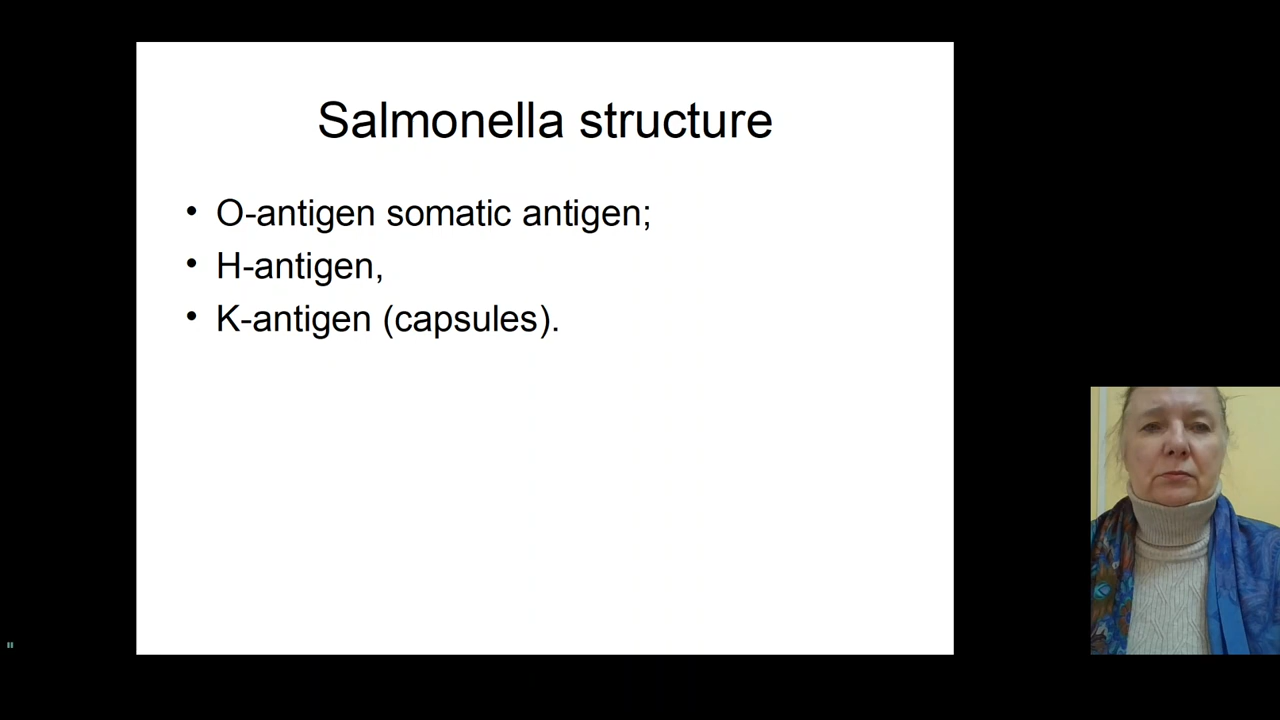 Salmonella structure
• O-antigen somatic antigen;
• H-antigen,
• K-antigen (capsules).